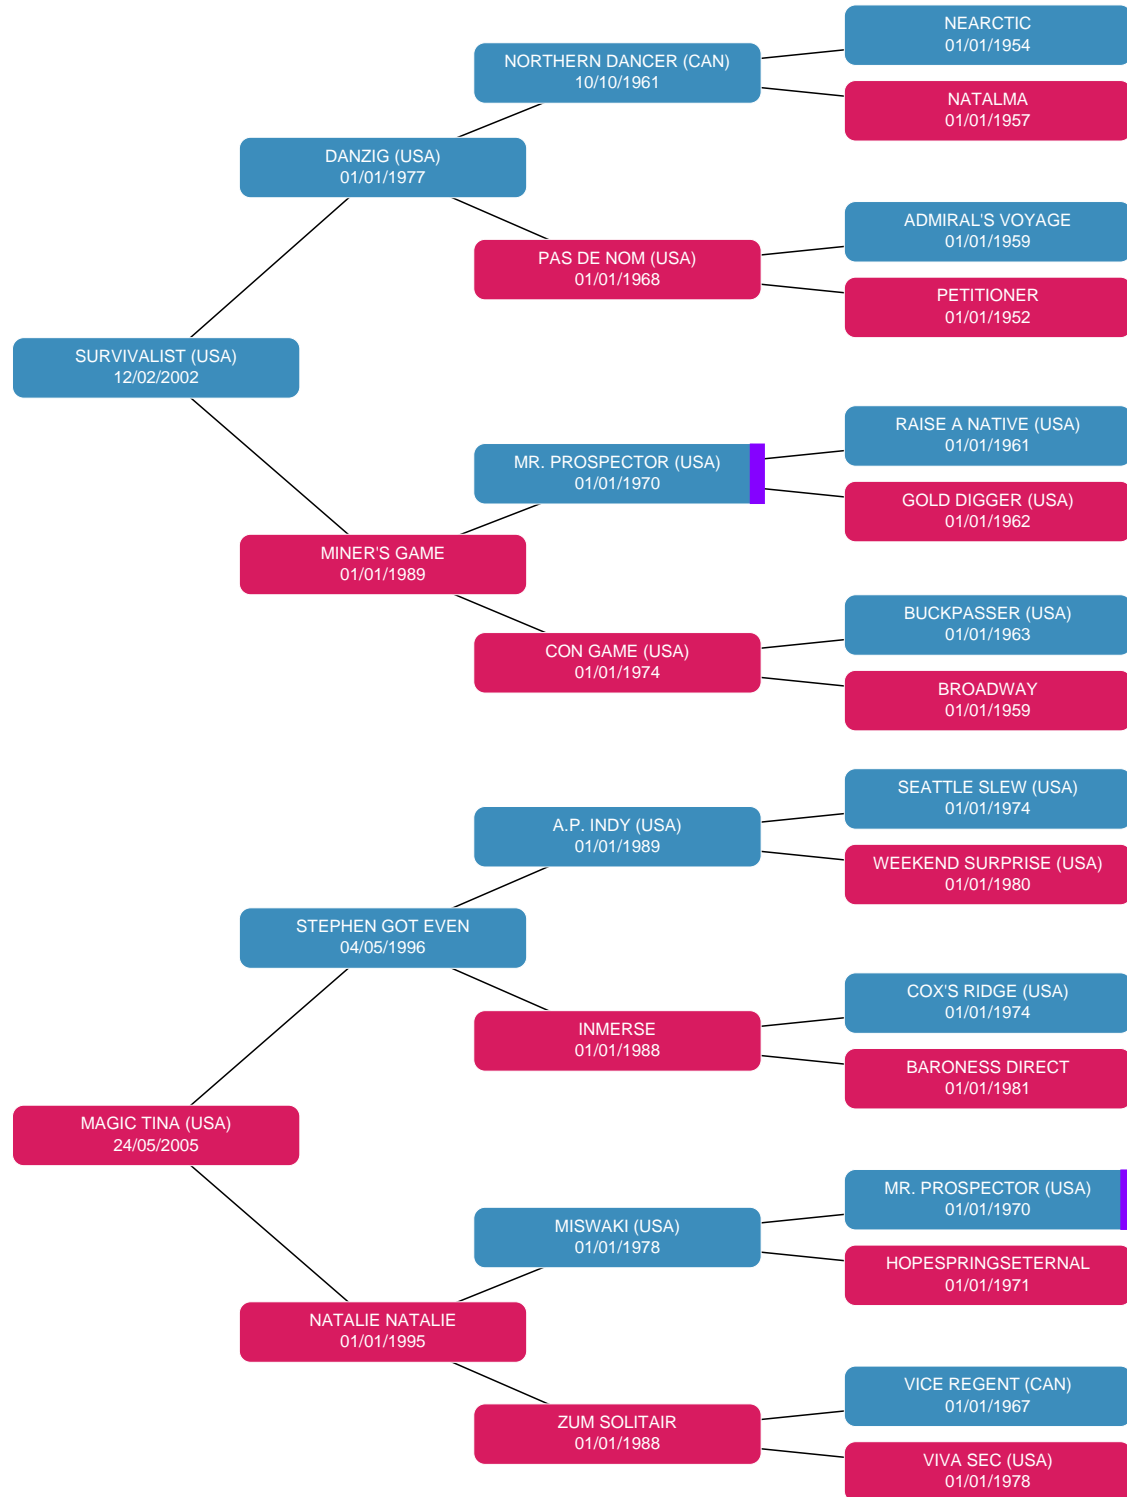 NEARCTIC
01/01/1954
NORTHERN DANCER (CAN)
10/10/1961
NATALMA
01/01/1957
DANZIG (USA)
01/01/1977
ADMIRAL'S VOYAGE
01/01/1959
PAS DE NOM (USA)
01/01/1968
PETITIONER
01/01/1952
SURVIVALIST (USA)
12/02/2002
RAISE A NATIVE (USA)
01/01/1961
MR. PROSPECTOR (USA)
01/01/1970
GOLD DIGGER (USA)
01/01/1962
MINER'S GAME
01/01/1989
BUCKPASSER (USA)
01/01/1963
CON GAME (USA)
01/01/1974
BROADWAY
01/01/1959
SEATTLE SLEW (USA)
01/01/1974
A.P. INDY (USA)
01/01/1989
WEEKEND SURPRISE (USA)
01/01/1980
STEPHEN GOT EVEN
04/05/1996
COX'S RIDGE (USA)
01/01/1974
INMERSE
01/01/1988
BARONESS DIRECT
01/01/1981
MAGIC TINA (USA)
24/05/2005
MR. PROSPECTOR (USA)
01/01/1970
MISWAKI (USA)
01/01/1978
HOPESPRINGSETERNAL
01/01/1971
NATALIE NATALIE
01/01/1995
VICE REGENT (CAN)
01/01/1967
ZUM SOLITAIR
01/01/1988
VIVA SEC (USA)
01/01/1978